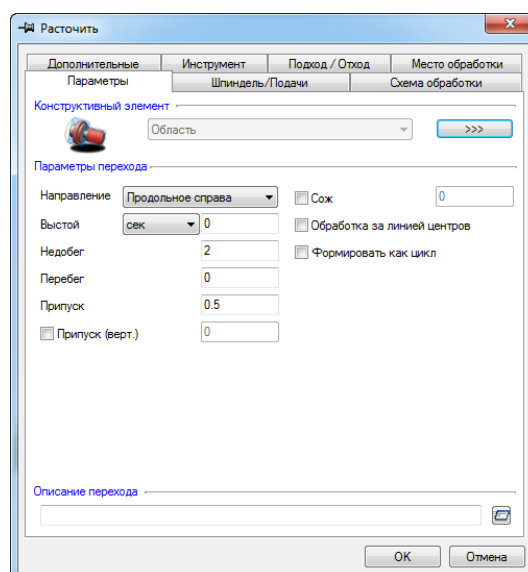 Расточить
Дополнительные Инструмент Подход / Отход Место обработки
Параметры Шпиндель/Подачи Схема обработки
Конструктивный элемент
Область >>>
Параметры перехода
Направление Продольное справа Сож 0
Выстой сек 0 Обработка за линией центров
Недобег 2 Формировать как цикл
Перебег 0
Припуск 0.5
Припуск (верт.) 0
Описание перехода
OK Отмена